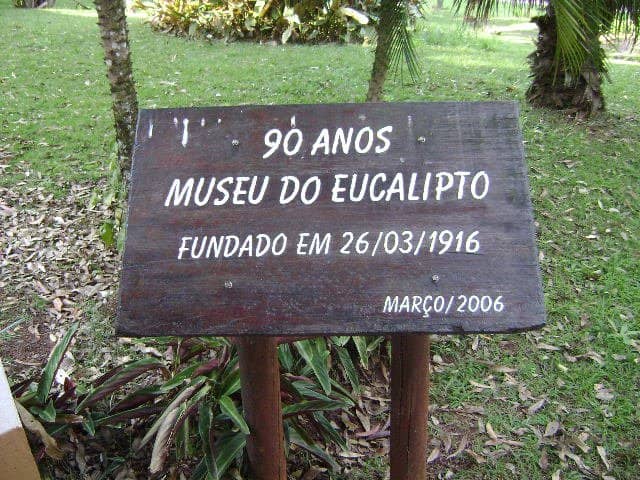 90 ANOS
MUSEU DO EUCALIPTO
FUNDADO EM 26/03/1916
MARÇO/2006